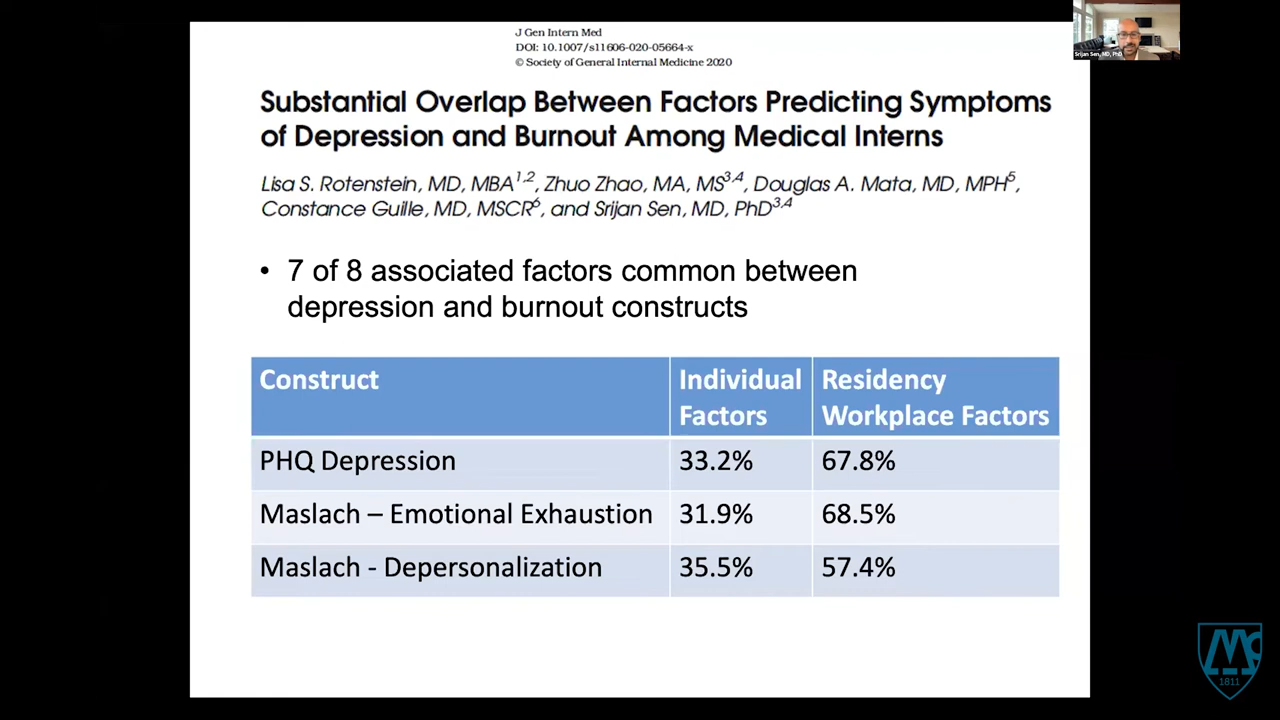 J Gen Intern Med
DOI: 10.1007/s11606-020-05664-x
© Society of General Internal Medicine 2020
Srijan Sen, MD, PhD
Substantial Overlap Between Factors Predicting Symptoms
of Depression and Burnout Among Medical Interns
Lisa S. Rotenstein, MD, MBA1,2, Zhuo Zhao, MA, MS3,4, Douglas A. Mata, MD, MPH5,
Constance Guille, MD, MSCR6, and Srijan Sen, MD, PhD3,4
• 7 of 8 associated factors common between
depression and burnout constructs
Construct Individual Factors Residency Workplace Factors
PHQ Depression 33.2% 67.8%
Maslach – Emotional Exhaustion 31.9% 68.5%
Maslach - Depersonalization 35.5% 57.4%
1811